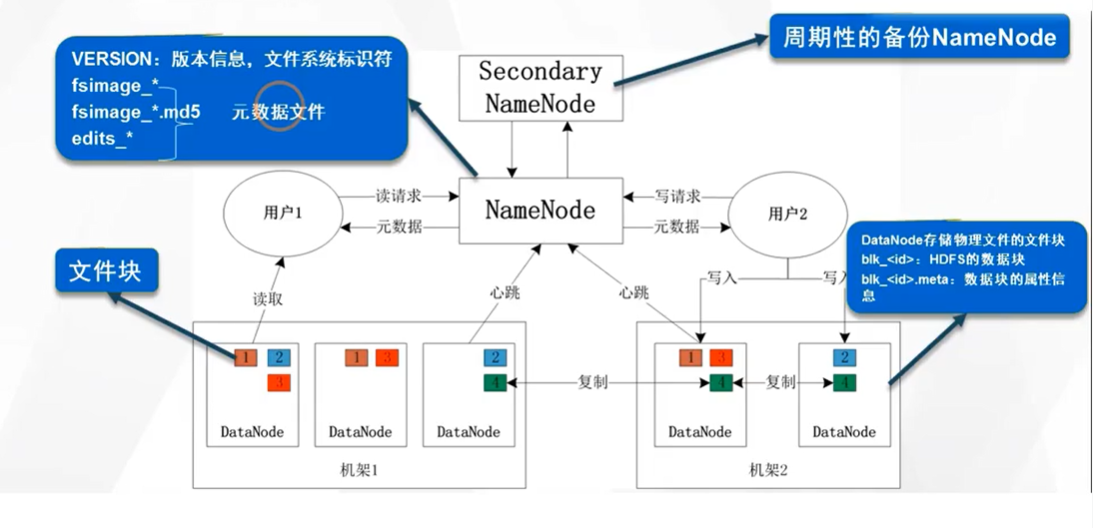 周期性的备份NameNode
VERSION：版本信息，文件系统标识符
fsimage_*
fsimage_*.md5 元数据文件
edits_*
Secondary
NameNode
用户1
读请求
元数据
NameNode
写请求
元数据
用户2
DataNode存储物理文件的文件块
blk_<id>：HDFS的数据块
blk_<id>.meta：数据块的属性信
息
文件块
读取
心跳
心跳
写入
写入
1
2
3
DataNode
1
3
DataNode
2
4
DataNode
机架1
复制
1
3
4
DataNode
复制
2
4
DataNode
机架2